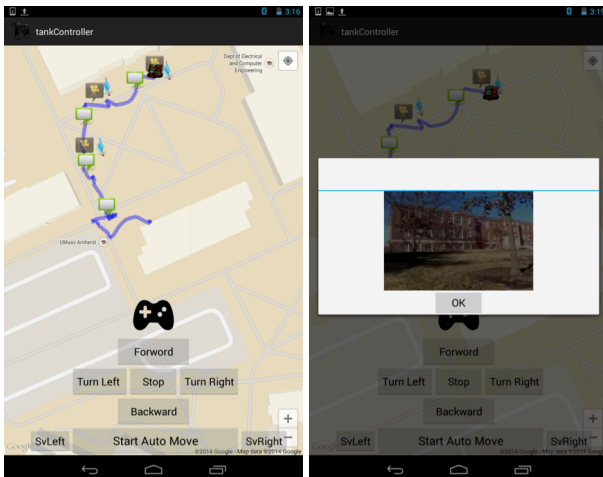 3:16
tankController
Dept of Electrical
and Computer
Engineering
UMass Amherst
Forword
Turn Left
Stop
Turn Right
Backward
+
SvLeft
Start Auto Move
SvRight
−
Google
©2014 Google - Map data ©2014 Google
tankController
OK
Forword
Turn Left
Stop
Turn Right
Backward
+
SvLeft
Start Auto Move
SvRight
−
©2014 Google - Map data ©2014 Google